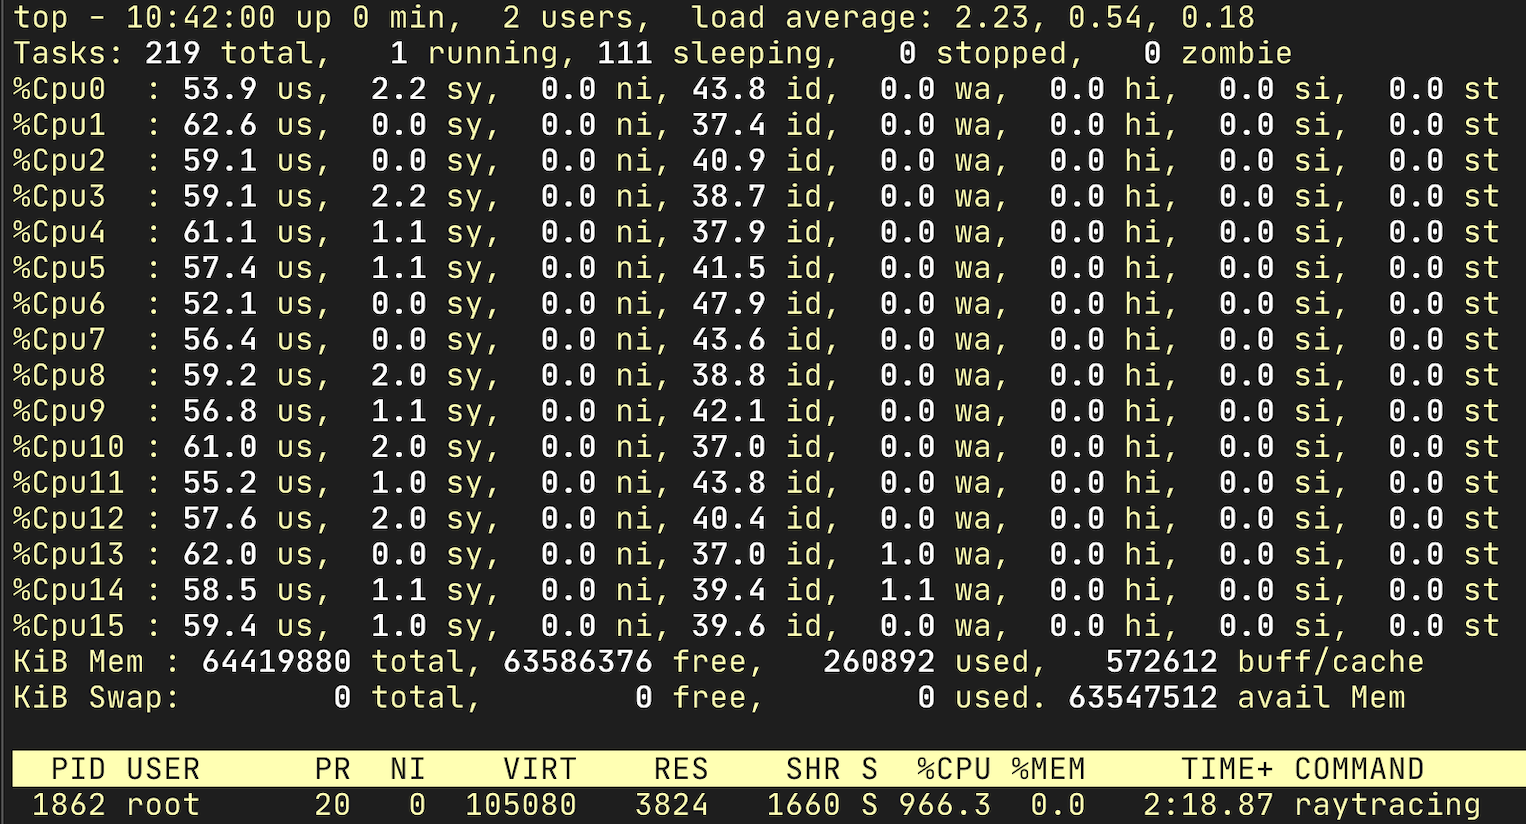 top - 10:42:00 up 0 min,  2 users,  load average: 2.23, 0.54, 0.18
Tasks: 219 total,   1 running, 111 sleeping,   0 stopped,   0 zombie
%Cpu0  : 53.9 us,  2.2 sy,  0.0 ni, 43.8 id,  0.0 wa,  0.0 hi,  0.0 si,  0.0 st
%Cpu1  : 62.6 us,  0.0 sy,  0.0 ni, 37.4 id,  0.0 wa,  0.0 hi,  0.0 si,  0.0 st
%Cpu2  : 59.1 us,  0.0 sy,  0.0 ni, 40.9 id,  0.0 wa,  0.0 hi,  0.0 si,  0.0 st
%Cpu3  : 59.1 us,  2.2 sy,  0.0 ni, 38.7 id,  0.0 wa,  0.0 hi,  0.0 si,  0.0 st
%Cpu4  : 61.1 us,  1.1 sy,  0.0 ni, 37.9 id,  0.0 wa,  0.0 hi,  0.0 si,  0.0 st
%Cpu5  : 57.4 us,  1.1 sy,  0.0 ni, 41.5 id,  0.0 wa,  0.0 hi,  0.0 si,  0.0 st
%Cpu6  : 52.1 us,  0.0 sy,  0.0 ni, 47.9 id,  0.0 wa,  0.0 hi,  0.0 si,  0.0 st
%Cpu7  : 56.4 us,  0.0 sy,  0.0 ni, 43.6 id,  0.0 wa,  0.0 hi,  0.0 si,  0.0 st
%Cpu8  : 59.2 us,  2.0 sy,  0.0 ni, 38.8 id,  0.0 wa,  0.0 hi,  0.0 si,  0.0 st
%Cpu9  : 56.8 us,  1.1 sy,  0.0 ni, 42.1 id,  0.0 wa,  0.0 hi,  0.0 si,  0.0 st
%Cpu10 : 61.0 us,  2.0 sy,  0.0 ni, 37.0 id,  0.0 wa,  0.0 hi,  0.0 si,  0.0 st
%Cpu11 : 55.2 us,  1.0 sy,  0.0 ni, 43.8 id,  0.0 wa,  0.0 hi,  0.0 si,  0.0 st
%Cpu12 : 57.6 us,  2.0 sy,  0.0 ni, 40.4 id,  0.0 wa,  0.0 hi,  0.0 si,  0.0 st
%Cpu13 : 62.0 us,  0.0 sy,  0.0 ni, 37.0 id,  1.0 wa,  0.0 hi,  0.0 si,  0.0 st
%Cpu14 : 58.5 us,  1.1 sy,  0.0 ni, 39.4 id,  1.1 wa,  0.0 hi,  0.0 si,  0.0 st
%Cpu15 : 59.4 us,  1.0 sy,  0.0 ni, 39.6 id,  0.0 wa,  0.0 hi,  0.0 si,  0.0 st
KiB Mem : 64419880 total, 63586376 free,   260892 used,   572612 buff/cache
KiB Swap:        0 total,        0 free,        0 used. 63547512 avail Mem
  PID USER      PR  NI    VIRT    RES    SHR S  %CPU %MEM     TIME+ COMMAND
 1862 root      20   0  105080   3824   1660 S 966.3  0.0   2:18.87 raytracing